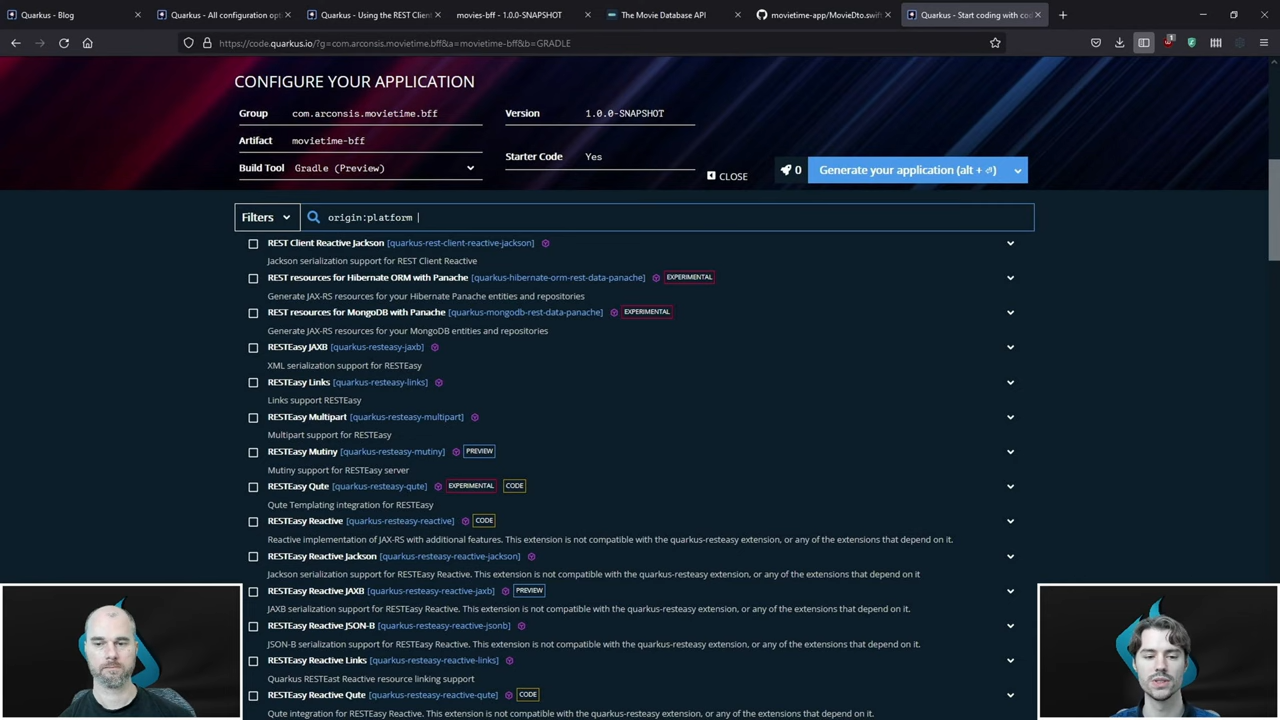 Quarkus - Blog
Quarkus - All configuration opt
Quarkus - Using the REST Clien
movies-bff - 1.0.0-SNAPSHOT
The Movie Database API
movietime-app/MovieDto.swift
Quarkus - Start coding with cod
https://code.quarkus.io/?g=com.arconsis.movietime.bff&a=movietime-bff&b=GRADLE
1
CONFIGURE YOUR APPLICATION
Group com.arconsis.movietime.bff Version 1.0.0-SNAPSHOT
Artifact movietime-bff
Starter Code Yes
Build Tool Gradle (Preview)
CLOSE
0 Generate your application (alt + ⏎)
Filters origin:platform
REST Client Reactive Jackson [quarkus-rest-client-reactive-jackson]
Jackson serialization support for REST Client Reactive
REST resources for Hibernate ORM with Panache [quarkus-hibernate-orm-rest-data-panache] EXPERIMENTAL
Generate JAX-RS resources for your Hibernate Panache entities and repositories
REST resources for MongoDB with Panache [quarkus-mongodb-rest-data-panache] EXPERIMENTAL
Generate JAX-RS resources for your MongoDB entities and repositories
RESTEasy JAXB [quarkus-resteasy-jaxb]
XML serialization support for RESTEasy
RESTEasy Links [quarkus-resteasy-links]
Links support RESTEasy
RESTEasy Multipart [quarkus-resteasy-multipart]
Multipart support for RESTEasy
RESTEasy Mutiny [quarkus-resteasy-mutiny] PREVIEW
Mutiny support for RESTEasy server
RESTEasy Qute [quarkus-resteasy-qute] EXPERIMENTAL CODE
Qute Templating integration for RESTEasy
RESTEasy Reactive [quarkus-resteasy-reactive] CODE
Reactive implementation of JAX-RS with additional features. This extension is not compatible with the quarkus-resteasy extension, or any of the extensions that depend on it.
RESTEasy Reactive Jackson [quarkus-resteasy-reactive-jackson]
Jackson serialization support for RESTEasy Reactive. This extension is not compatible with the quarkus-resteasy extension, or any of the extensions that depend on it
RESTEasy Reactive JAXB [quarkus-resteasy-reactive-jaxb] PREVIEW
JAXB serialization support for RESTEasy Reactive. This extension is not compatible with the quarkus-resteasy extension, or any of the extensions that depend on it.
RESTEasy Reactive JSON-B [quarkus-resteasy-reactive-jsonb]
JSON-B serialization support for RESTEasy Reactive. This extension is not compatible with the quarkus-resteasy extension, or any of the extensions that depend on it.
RESTEasy Reactive Links [quarkus-resteasy-reactive-links]
Quarkus RESTEast Reactive resource linking support
RESTEasy Reactive Qute [quarkus-resteasy-reactive-qute] CODE
Qute integration for RESTEasy Reactive. This extension is not compatible with the quarkus-resteasy extension, or any of the extensions that depend on it.